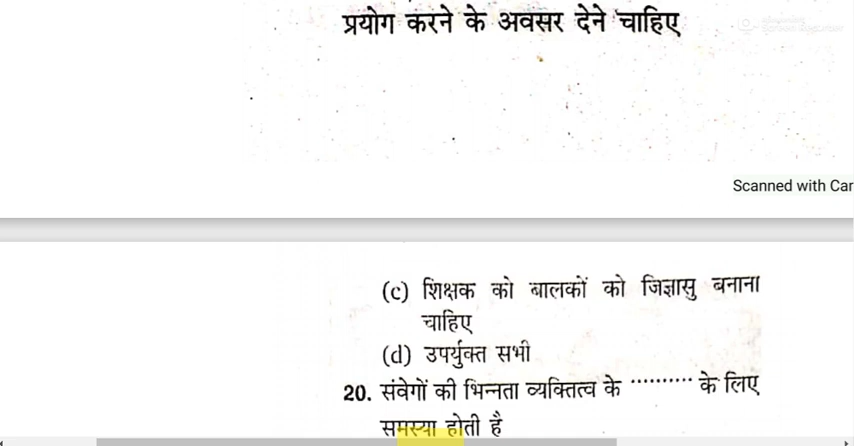 प्रयोग करने के अवसर देने चाहिए
Scanned with Car
(c) शिक्षक को बालकों को जिज्ञासु बनाना
चाहिए
(d) उपर्युक्त सभी
20. संवेगों की भिन्नता व्यक्तित्व के ·········· के लिए
समस्या होती है